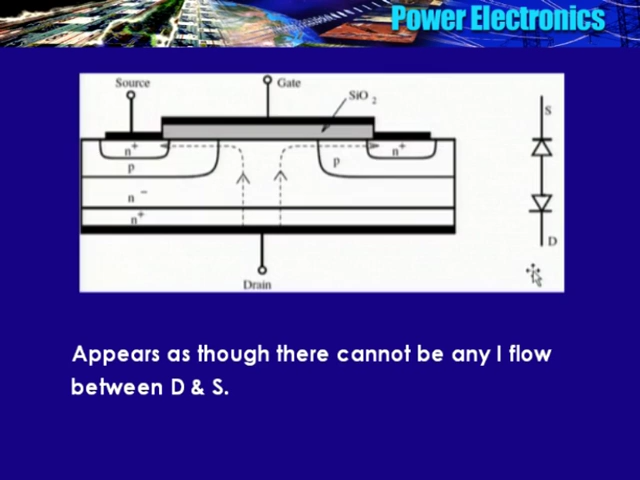 Power Electronics
Source
Gate
SiO₂
S
n⁺
n⁺
p
p
n⁻
n⁺
D
Drain
Appears as though there cannot be any I flow
between D & S.